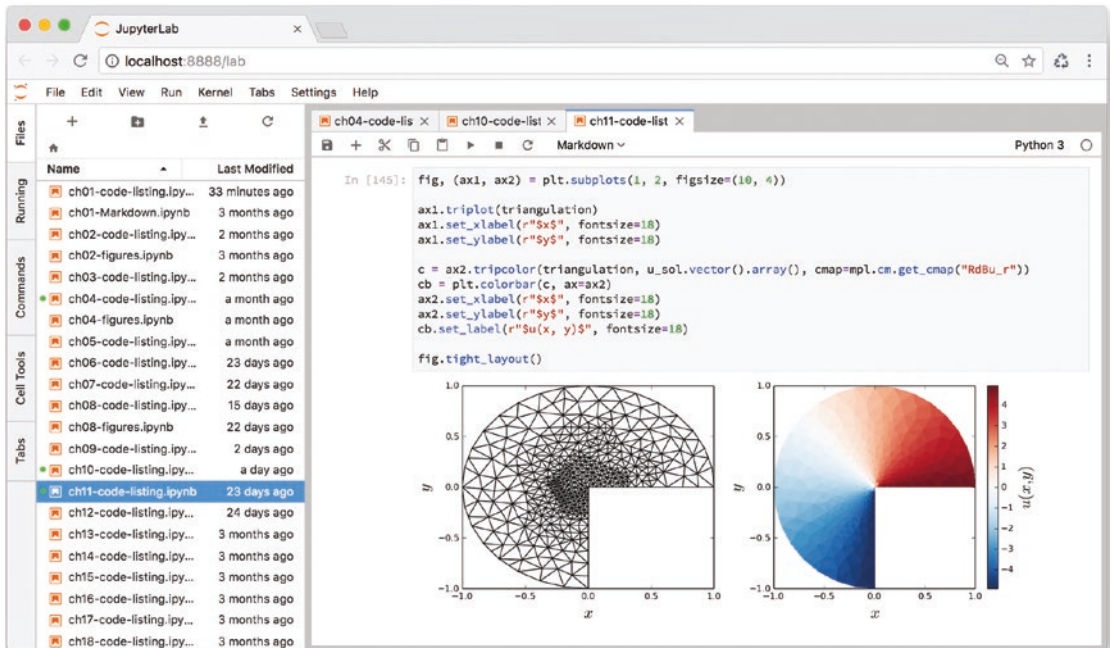 JupyterLab ×
localhost:8888/lab
File Edit View Run Kernel Tabs Settings Help
Files
Running
Commands
Cell Tools
Tabs
Name Last Modified
ch01-code-listing.ipy... 33 minutes ago
ch01-Markdown.ipynb 3 months ago
ch02-code-listing.ipy... 2 months ago
ch02-figures.ipynb 3 months ago
ch03-code-listing.ipy... 2 months ago
ch04-code-listing.ipy... a month ago
ch04-figures.ipynb a month ago
ch05-code-listing.ipy... a month ago
ch06-code-listing.ipy... 23 days ago
ch07-code-listing.ipy... 22 days ago
ch08-code-listing.ipy... 15 days ago
ch08-figures.ipynb 22 days ago
ch09-code-listing.ipy... 2 days ago
ch10-code-listing.ipy... a day ago
ch11-code-listing.ipynb 23 days ago
ch12-code-listing.ipy... 24 days ago
ch13-code-listing.ipy... 3 months ago
ch14-code-listing.ipy... 3 months ago
ch15-code-listing.ipy... 3 months ago
ch16-code-listing.ipy... 3 months ago
ch17-code-listing.ipy... 3 months ago
ch18-code-listing.ipy... 3 months ago
ch04-code-lis × ch10-code-list × ch11-code-list ×
Markdown Python 3
In [145]: fig, (ax1, ax2) = plt.subplots(1, 2, figsize=(10, 4))
ax1.triplot(triangulation)
ax1.set_xlabel(r"$x$", fontsize=18)
ax1.set_ylabel(r"$y$", fontsize=18)
c = ax2.tripcolor(triangulation, u_sol.vector().array(), cmap=mpl.cm.get_cmap("RdBu_r"))
cb = plt.colorbar(c, ax=ax2)
ax2.set_xlabel(r"$x$", fontsize=18)
ax2.set_ylabel(r"$y$", fontsize=18)
cb.set_label(r"$u(x, y)$", fontsize=18)
fig.tight_layout()
1.0
0.5
0.0
−0.5
−1.0
y
−1.0 −0.5 0.0 0.5 1.0
x
1.0
0.5
0.0
−0.5
−1.0
y
−1.0 −0.5 0.0 0.5 1.0
x
4
3
2
1
0
−1
−2
−3
−4
u(x,y)